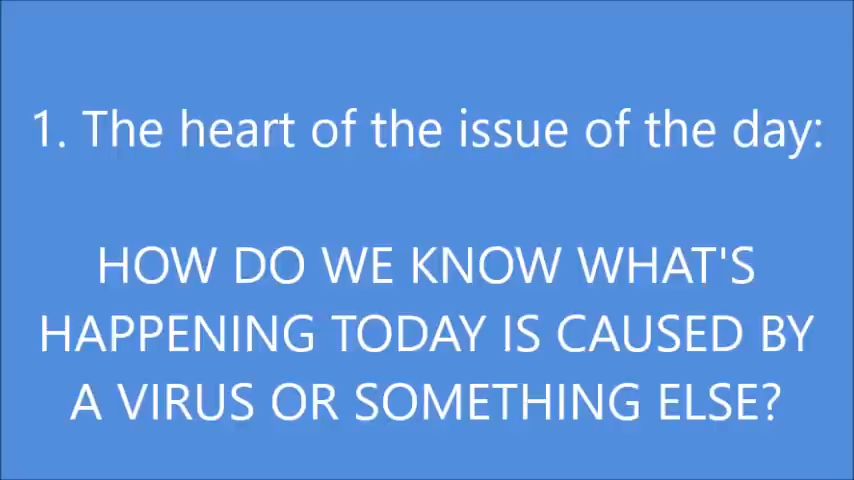 1. The heart of the issue of the day:
HOW DO WE KNOW WHAT'S
HAPPENING TODAY IS CAUSED BY
A VIRUS OR SOMETHING ELSE?